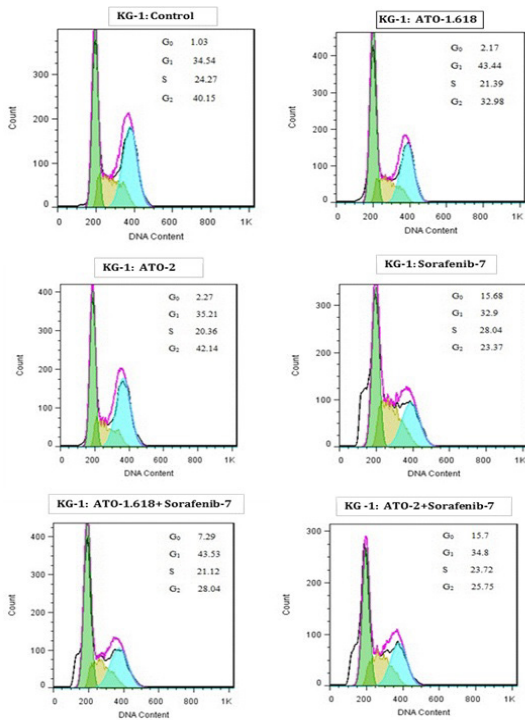 KG-1: Control
G₀ 1.03
G₁ 34.54
S 24.27
G₂ 40.15
Count
300
200
100
0
0 200 400 600 800 1K
DNA Content
KG-1: ATO-1.618
G₀ 2.17
G₁ 43.44
S 21.39
G₂ 32.98
Count
400
300
200
100
0
0 200 400 600 800 1K
DNA Content
KG-1: ATO-2
G₀ 2.27
G₁ 35.21
S 20.36
G₂ 42.14
Count
400
300
200
100
0
0 200 400 600 800 1K
DNA Content
KG-1: Sorafenib-7
G₀ 15.68
G₁ 32.9
S 28.04
G₂ 23.37
Count
300
200
100
0
0 200 400 600 800 1K
DNA Content
KG-1: ATO-1.618+Sorafenib-7
G₀ 7.29
G₁ 43.53
S 21.12
G₂ 28.04
Count
400
300
200
100
0
0 200 400 600 800 1K
DNA Content
KG -1: ATO-2+Sorafenib-7
G₀ 15.7
G₁ 34.8
S 23.72
G₂ 25.75
Count
300
200
100
0
0 200 400 600 800 1K
DNA Content